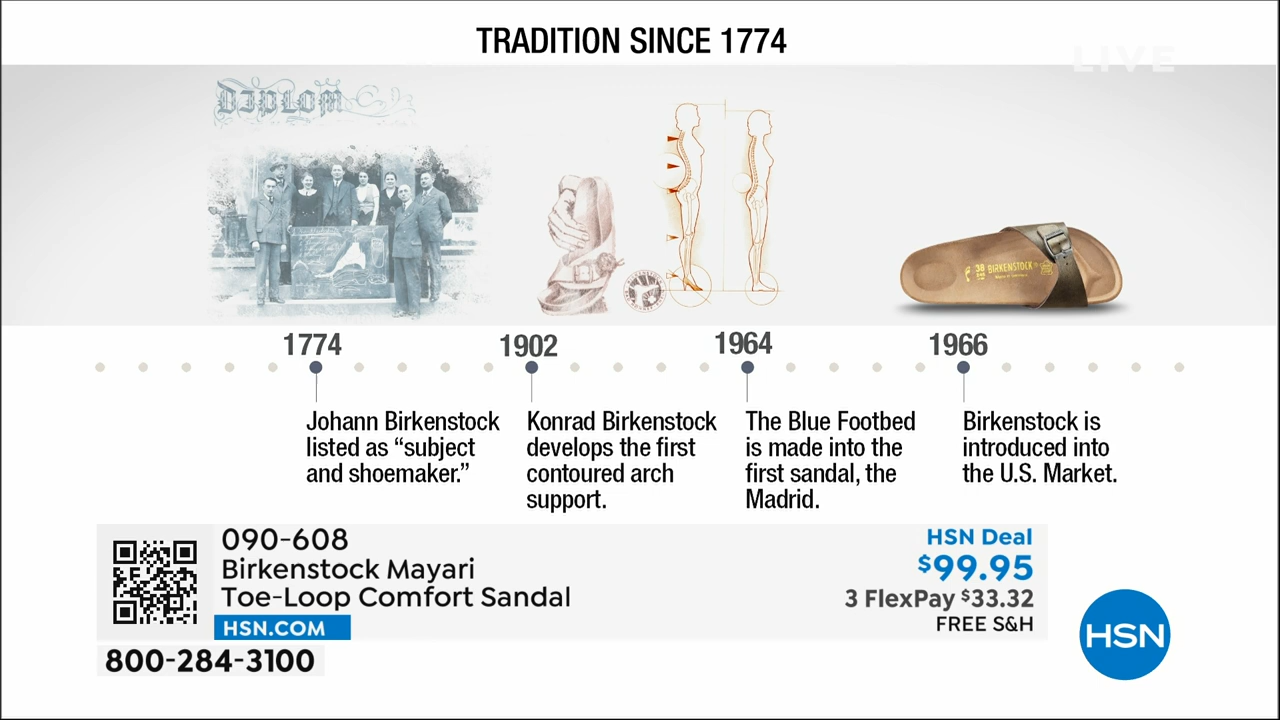 TRADITION SINCE 1774
LIVE
Diplom
38
BIRKENSTOCK
1774
1902
1964
1966
Johann Birkenstock
listed as “subject
and shoemaker.”
Konrad Birkenstock
develops the first
contoured arch
support.
The Blue Footbed
is made into the
first sandal, the
Madrid.
Birkenstock is
introduced into
the U.S. Market.
090-608
Birkenstock Mayari
Toe-Loop Comfort Sandal
HSN.COM
800-284-3100
HSN Deal
$99.95
3 FlexPay $33.32
FREE S&H
HSN